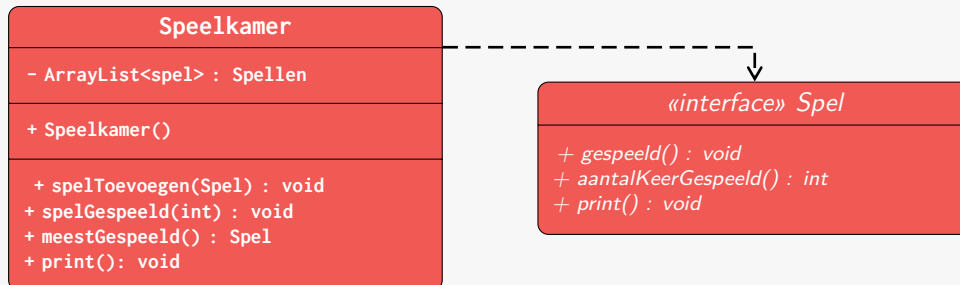 Speelkamer
- ArrayList<spel> : Spellen
+ Speelkamer()
+ spelToevoegen(Spel) : void
+ spelGespeeld(int) : void
+ meestGespeeld() : Spel
+ print(): void
«interface» Spel
+ gespeeld() : void
+ aantalKeerGespeeld() : int
+ print() : void